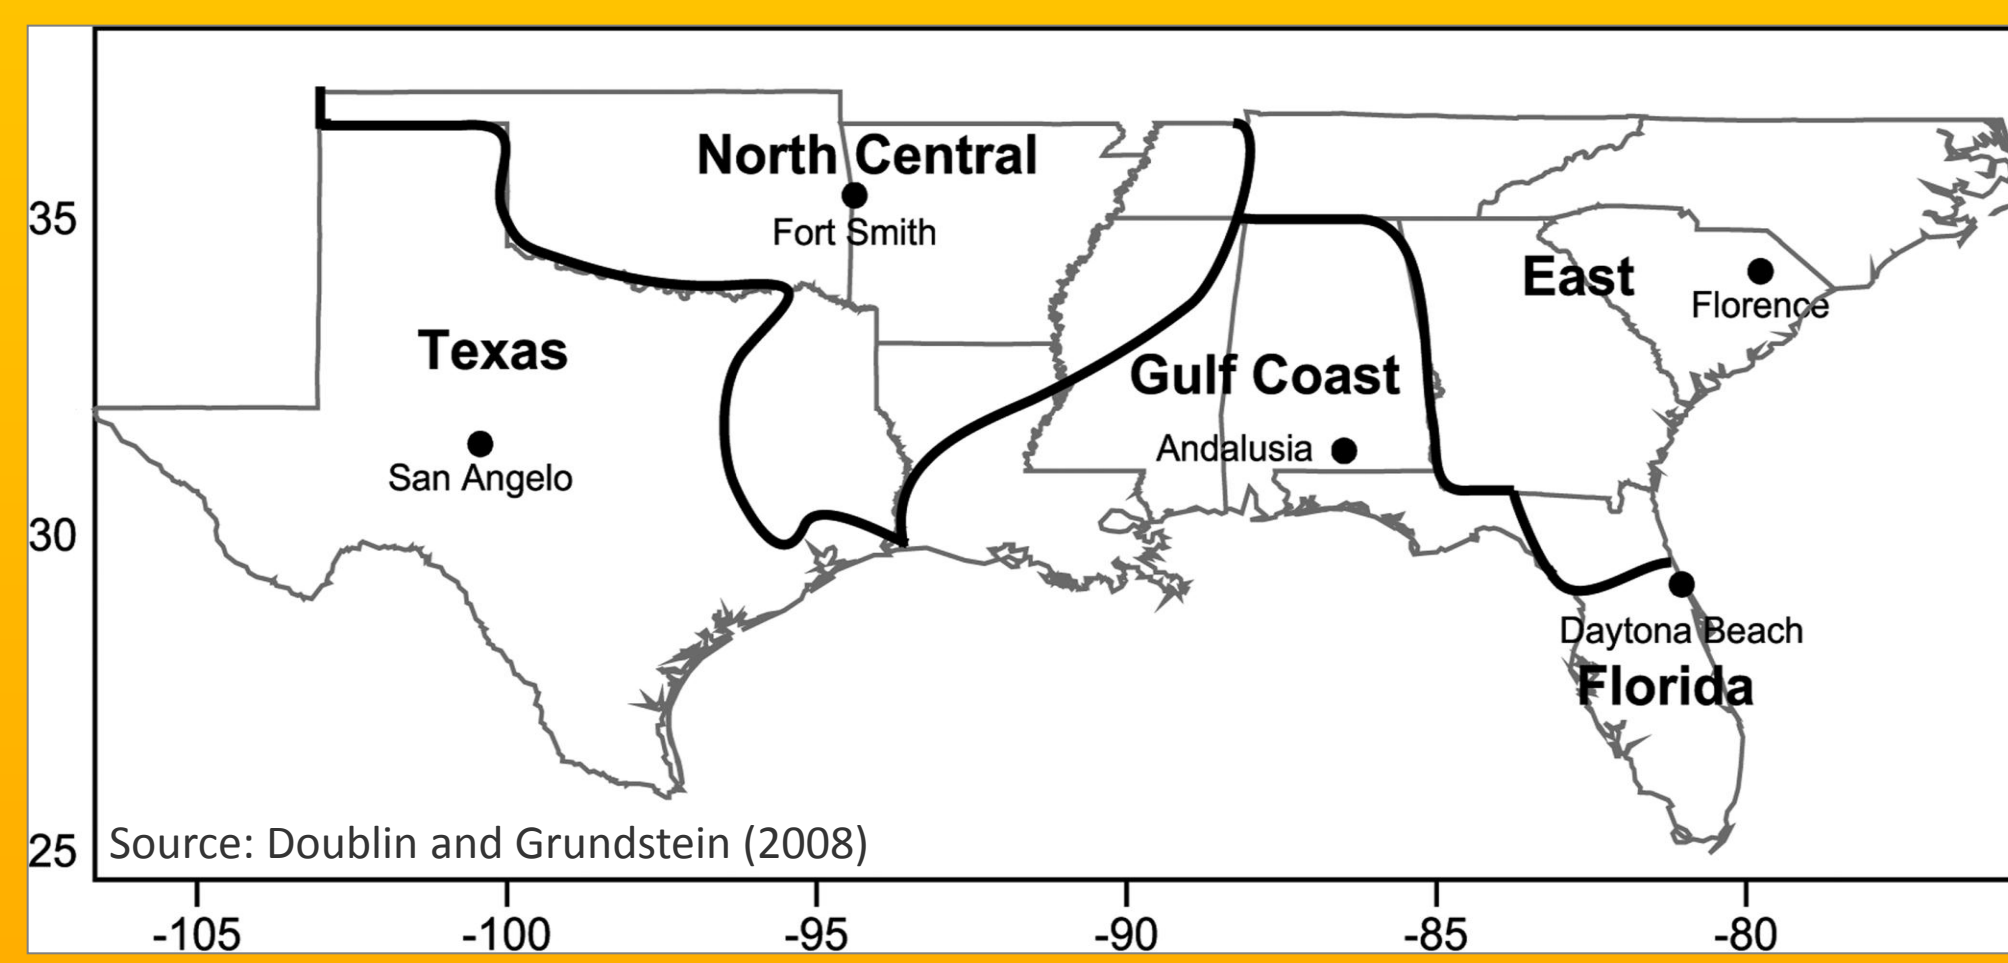 North Central
35
Fort Smith
East
Florence
Texas
Gulf Coast
San Angelo
Andalusia
30
Daytona Beach
Florida
25
Source: Doublin and Grundstein (2008)
-105 -100 -95 -90 -85 -80